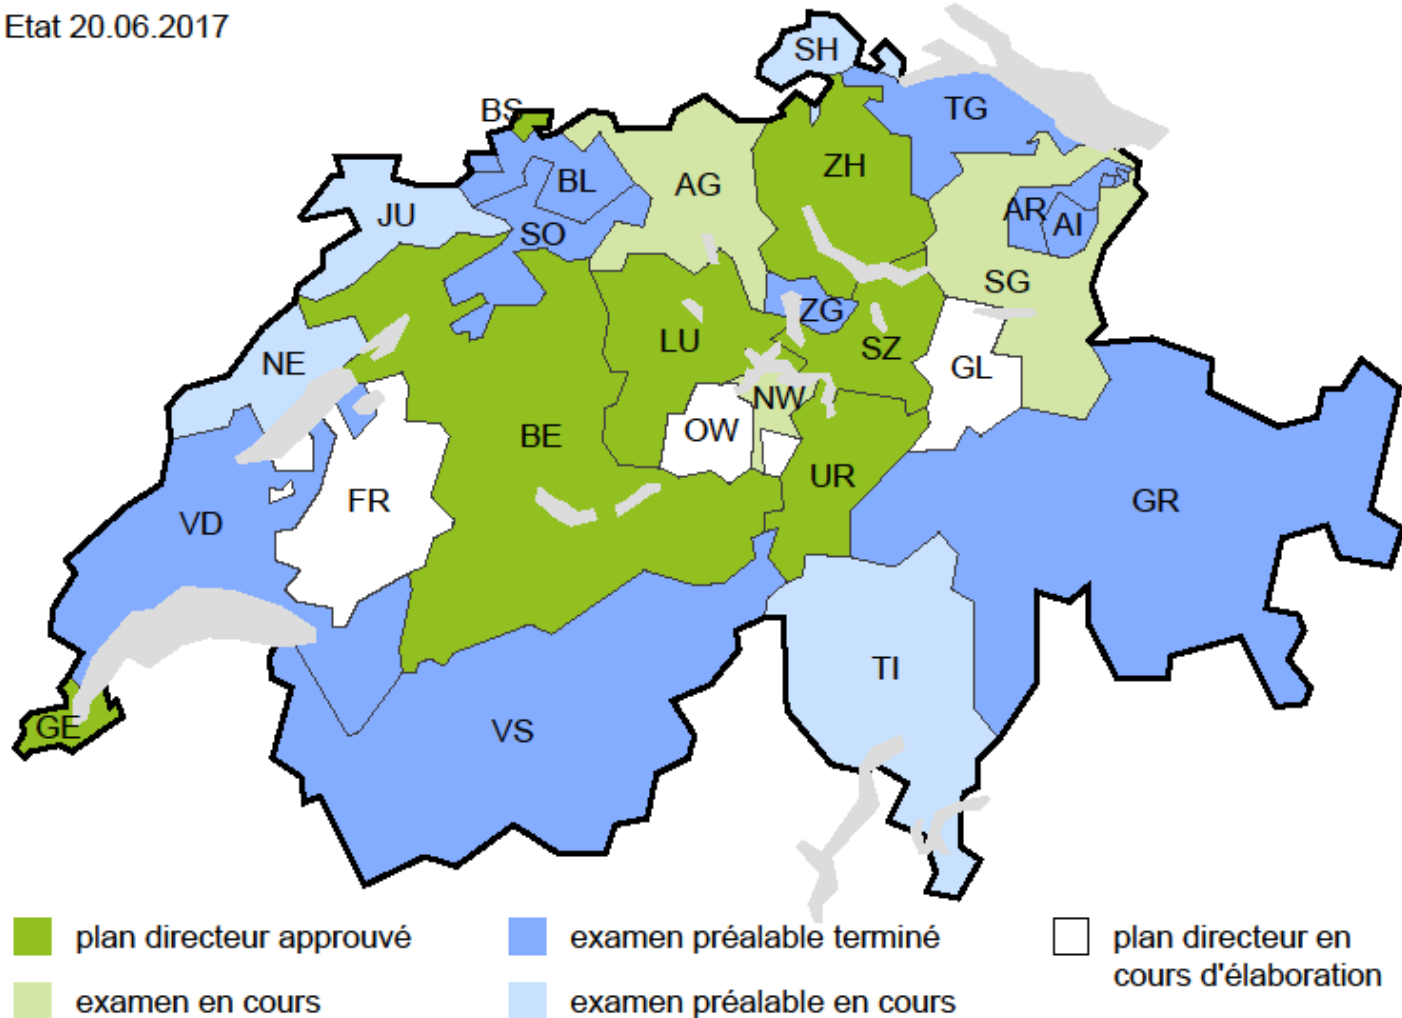 Etat 20.06.2017
SH
BS
TG
ZH
BL
AG
JU
AR
AI
SO
SG
ZG
NE
LU
SZ
GL
NW
OW
BE
UR
FR
GR
VD
TI
GE
VS
plan directeur approuvé
examen préalable terminé
plan directeur en
cours d'élaboration
examen en cours
examen préalable en cours